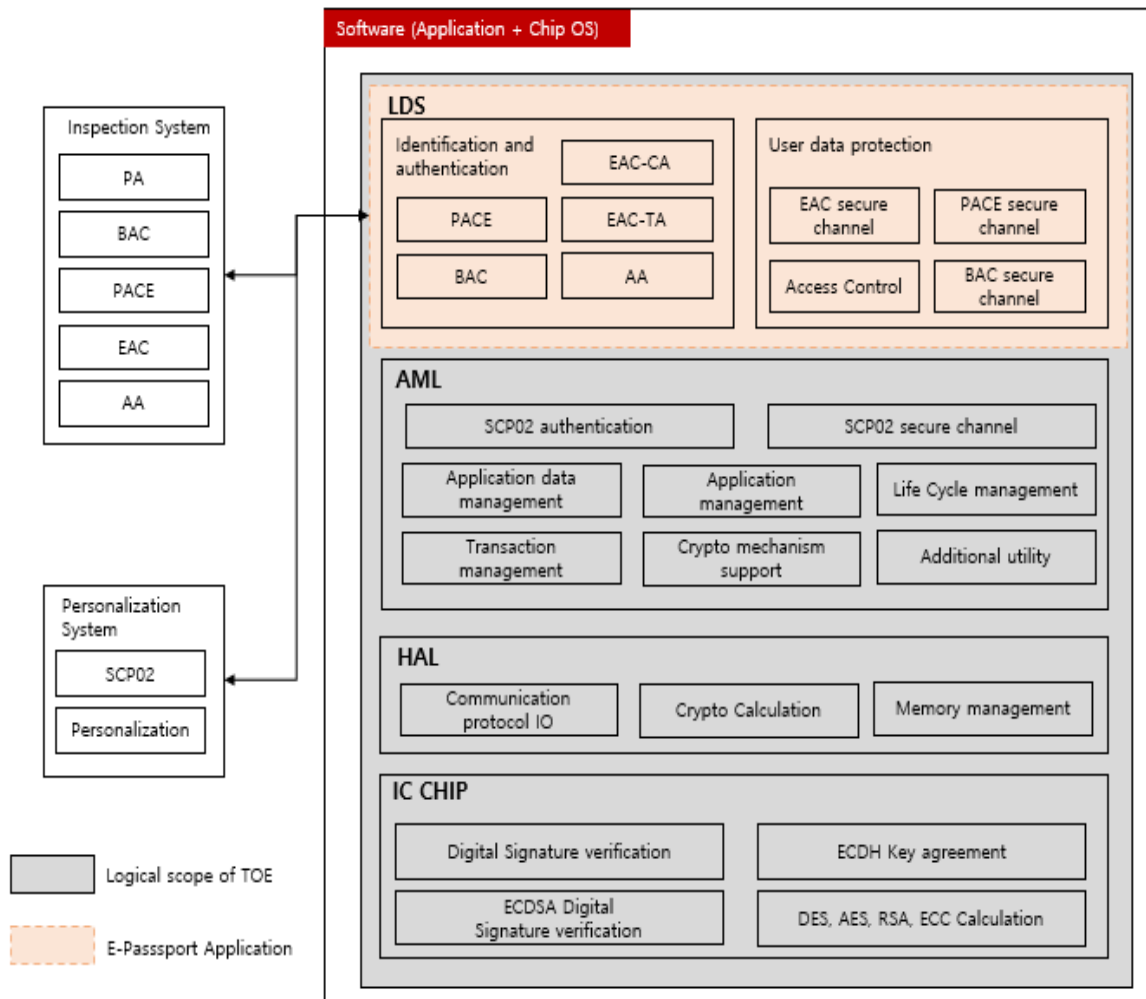 Software (Application + Chip OS)
Inspection System
PA
BAC
PACE
EAC
AA
Personalization
System
SCP02
Personalization
Logical scope of TOE
E-Passsport Application
LDS
Identification and
authentication
EAC-CA
PACE
EAC-TA
BAC
AA
User data protection
EAC secure
channel
PACE secure
channel
Access Control
BAC secure
channel
AML
SCP02 authentication
SCP02 secure channel
Application data
management
Application
management
Life Cycle management
Transaction
management
Crypto mechanism
support
Additional utility
HAL
Communication
protocol IO
Crypto Calculation
Memory management
IC CHIP
Digital Signature verification
ECDH Key agreement
ECDSA Digital
Signature verification
DES, AES, RSA, ECC Calculation